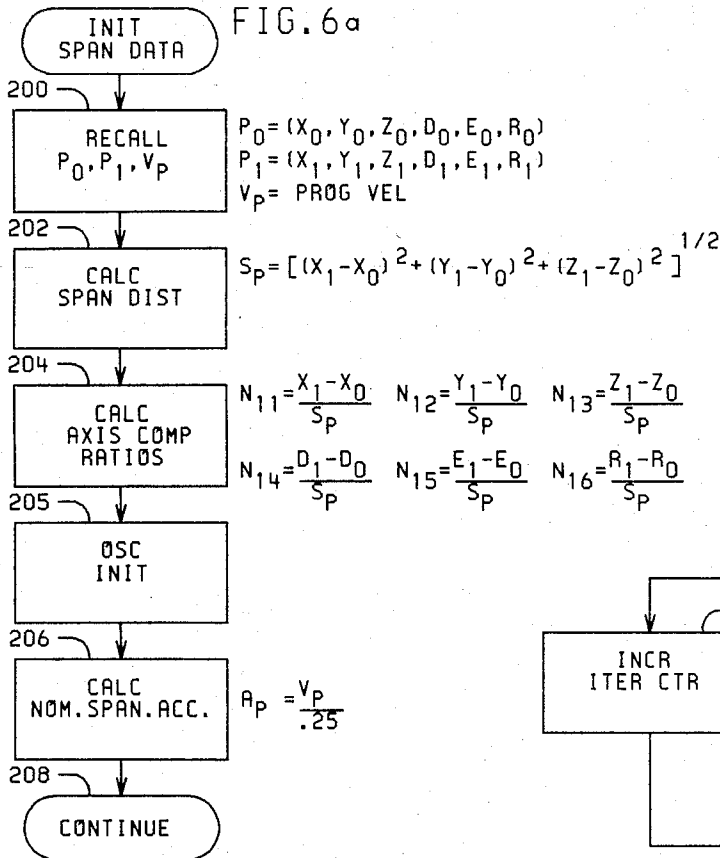 FIG.6a
INIT
SPAN DATA
200
RECALL
P₀,P₁,Vₚ
P₀=(X₀,Y₀,Z₀,D₀,E₀,R₀)
P₁=(X₁,Y₁,Z₁,D₁,E₁,R₁)
Vₚ= PROG VEL
202
CALC
SPAN DIST
Sₚ=[(X₁-X₀)²+(Y₁-Y₀)²+(Z₁-Z₀)²]^1/2
204
CALC
AXIS COMP
RATIOS
N₁₁=X₁-X₀/Sₚ N₁₂=Y₁-Y₀/Sₚ N₁₃=Z₁-Z₀/Sₚ
N₁₄=D₁-D₀/Sₚ N₁₅=E₁-E₀/Sₚ N₁₆=R₁-R₀/Sₚ
205
OSC
INIT
206
CALC
NOM.SPAN.ACC.
Aₚ =Vₚ/.25
INCR
ITER CTR
208
CONTINUE